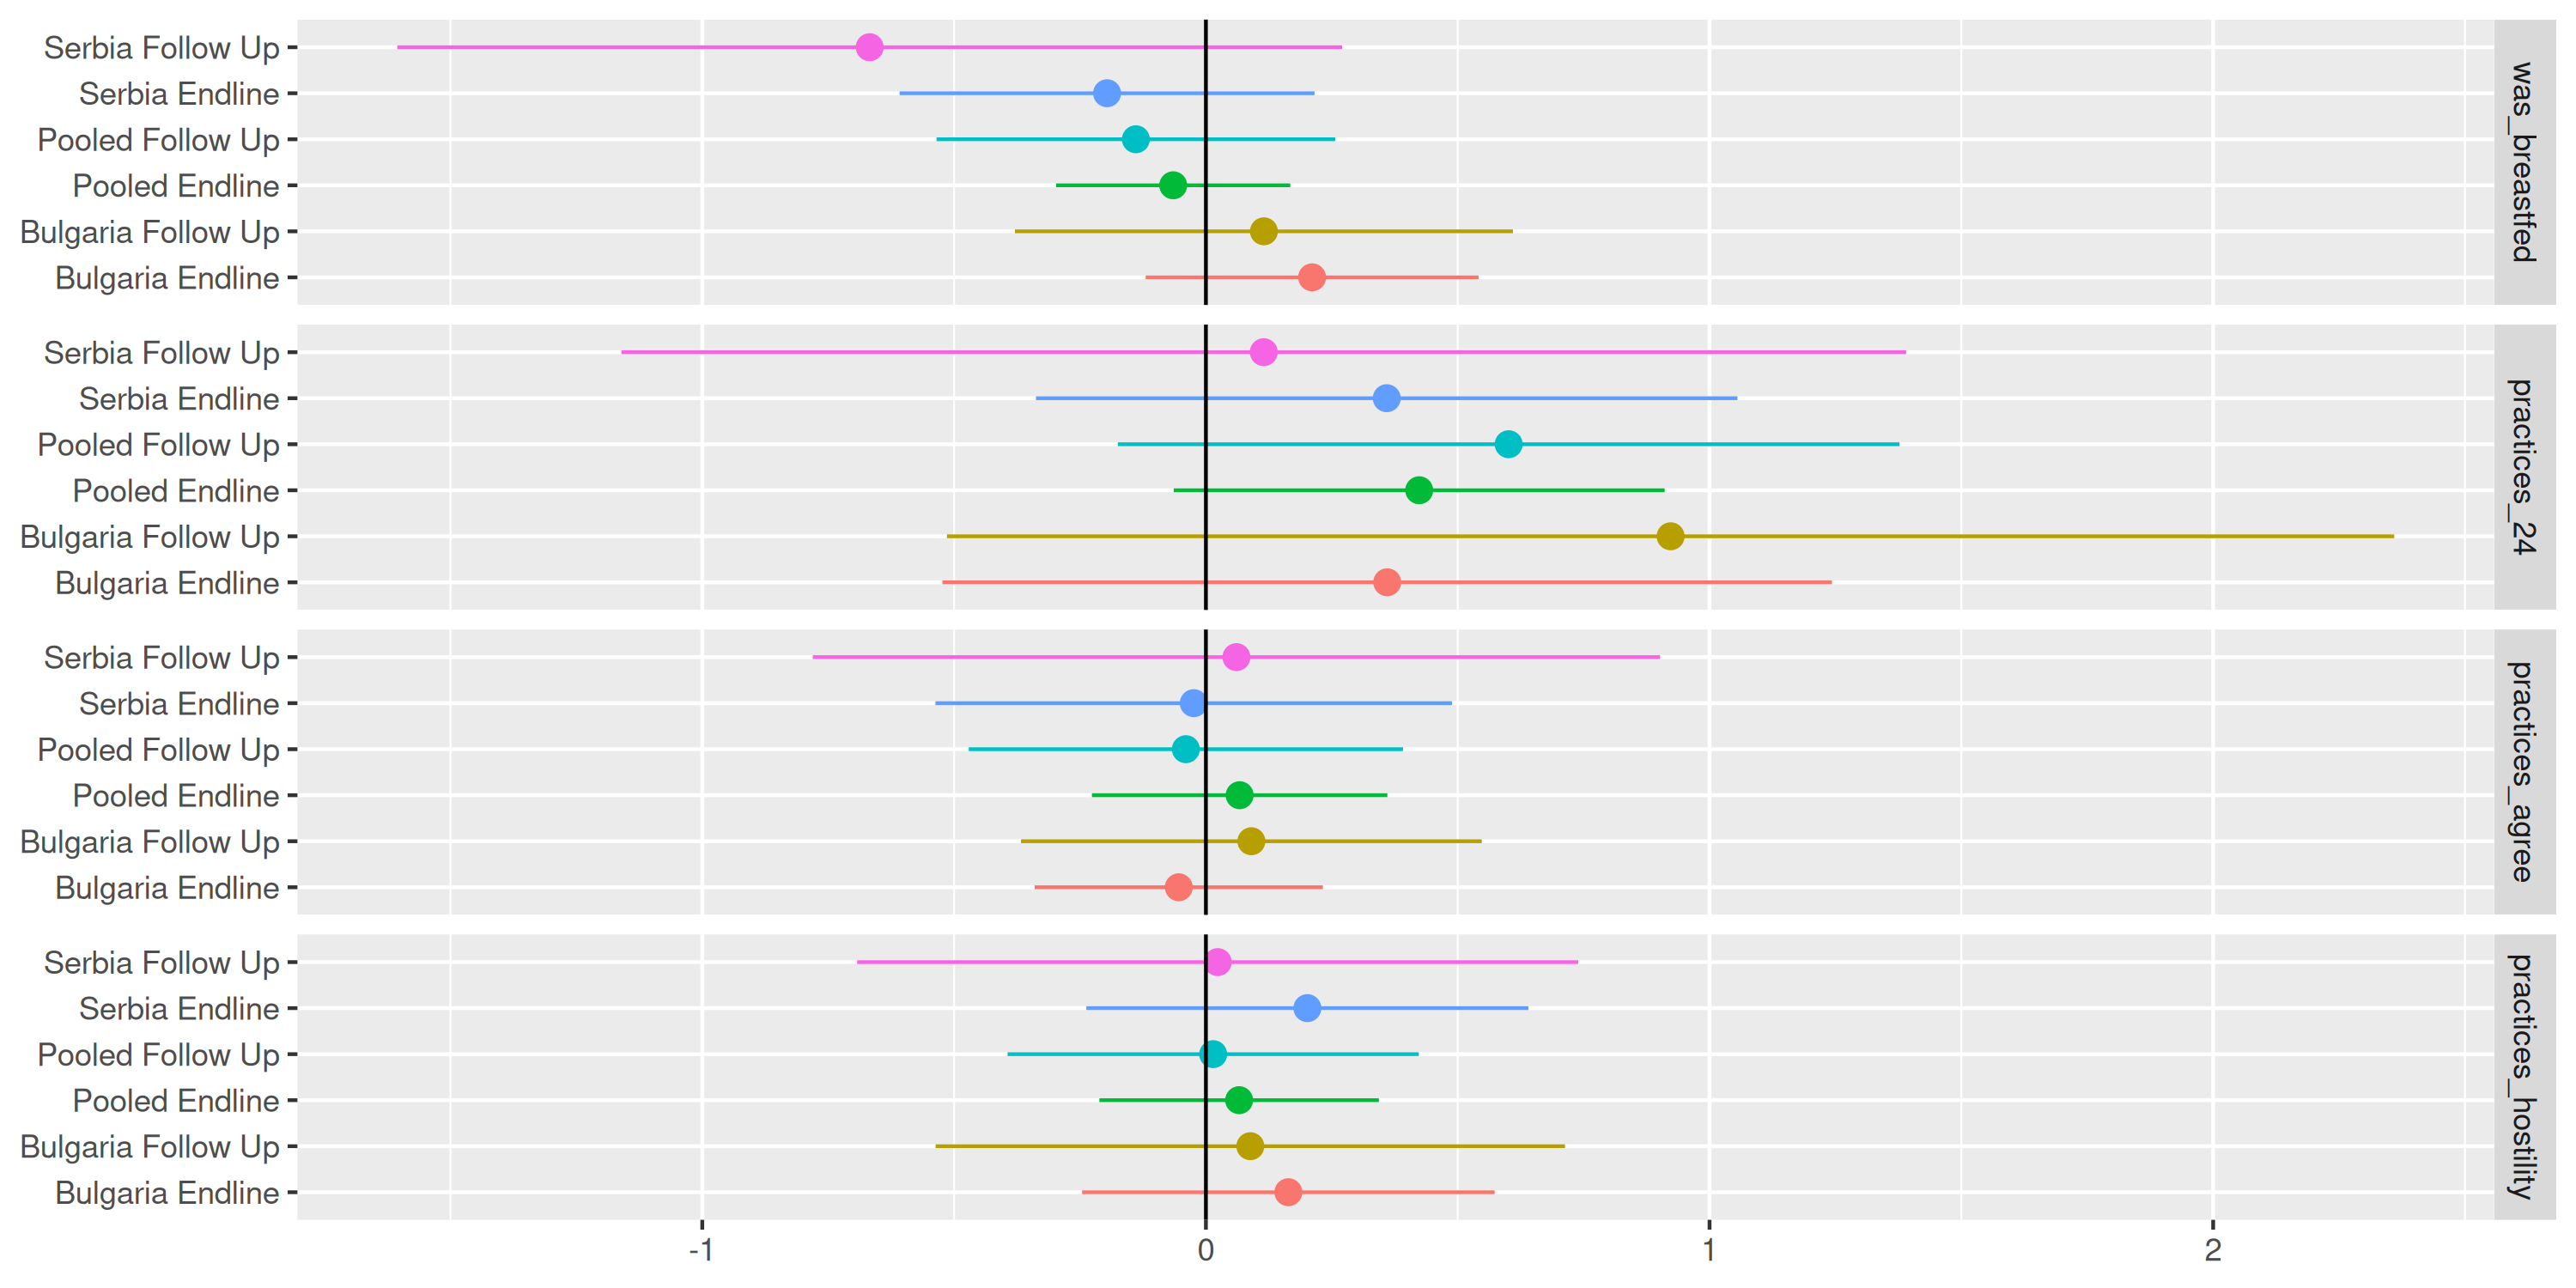 Serbia Follow Up
Serbia Endline
Pooled Follow Up
Pooled Endline
Bulgaria Follow Up
Bulgaria Endline
was_breastfed
Serbia Follow Up
Serbia Endline
Pooled Follow Up
Pooled Endline
Bulgaria Follow Up
Bulgaria Endline
practices_24
Serbia Follow Up
Serbia Endline
Pooled Follow Up
Pooled Endline
Bulgaria Follow Up
Bulgaria Endline
practices_agree
Serbia Follow Up
Serbia Endline
Pooled Follow Up
Pooled Endline
Bulgaria Follow Up
Bulgaria Endline
practices_hostility
-1 0 1 2